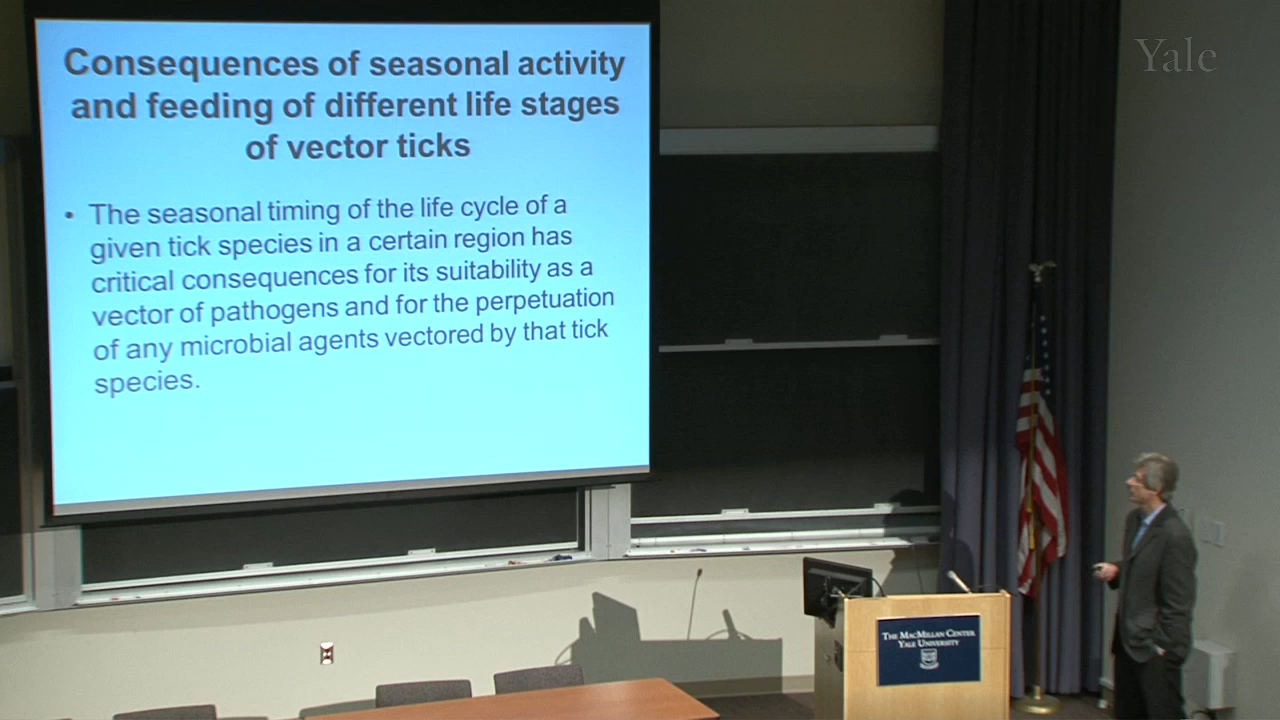 Consequences of seasonal activity
and feeding of different life stages
of vector ticks
• The seasonal timing of the life cycle of a
given tick species in a certain region has
critical consequences for its suitability as a
vector of pathogens and for the perpetuation
of any microbial agents vectored by that tick
species.
Yale
THE MACMILLAN CENTER
YALE UNIVERSITY